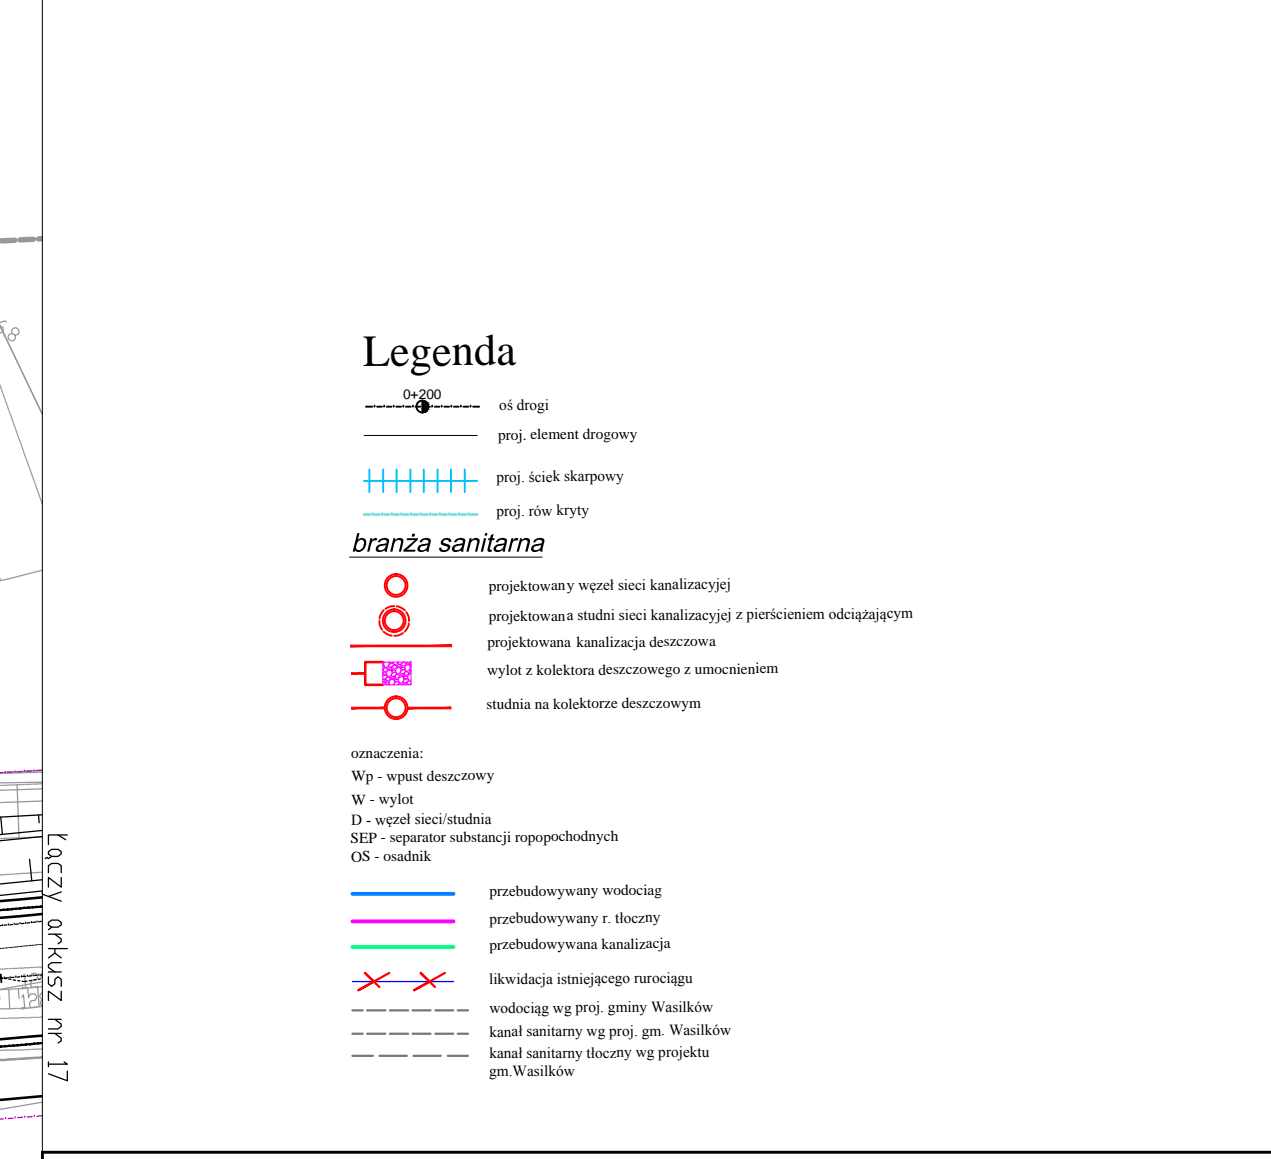 Legenda
0+200
oś drogi
proj. element drogowy
proj. ściek skarpowy
proj. rów kryty
branża sanitarna
projektowany węzeł sieci kanalizacyjej
projektowana studni sieci kanalizacyjej z pierścieniem odciążającym
projektowana kanalizacja deszczowa
wylot z kolektora deszczowego z umocnieniem
studnia na kolektorze deszczowym
oznaczenia:
Wp - wpust deszczowy
W - wylot
D - węzeł sieci/studnia
SEP - separator substancji ropopochodnych
OS - osadnik
przebudowywany wodociąg
przebudowywany r. tłoczny
przebudowywana kanalizacja
likwidacja istniejącego rurociągu
wodociąg wg proj. gminy Wasilków
kanał sanitarny wg proj. gm. Wasilków
kanał sanitarny tłoczny wg projektu
gm.Wasilków
Łączy arkusz nr 17